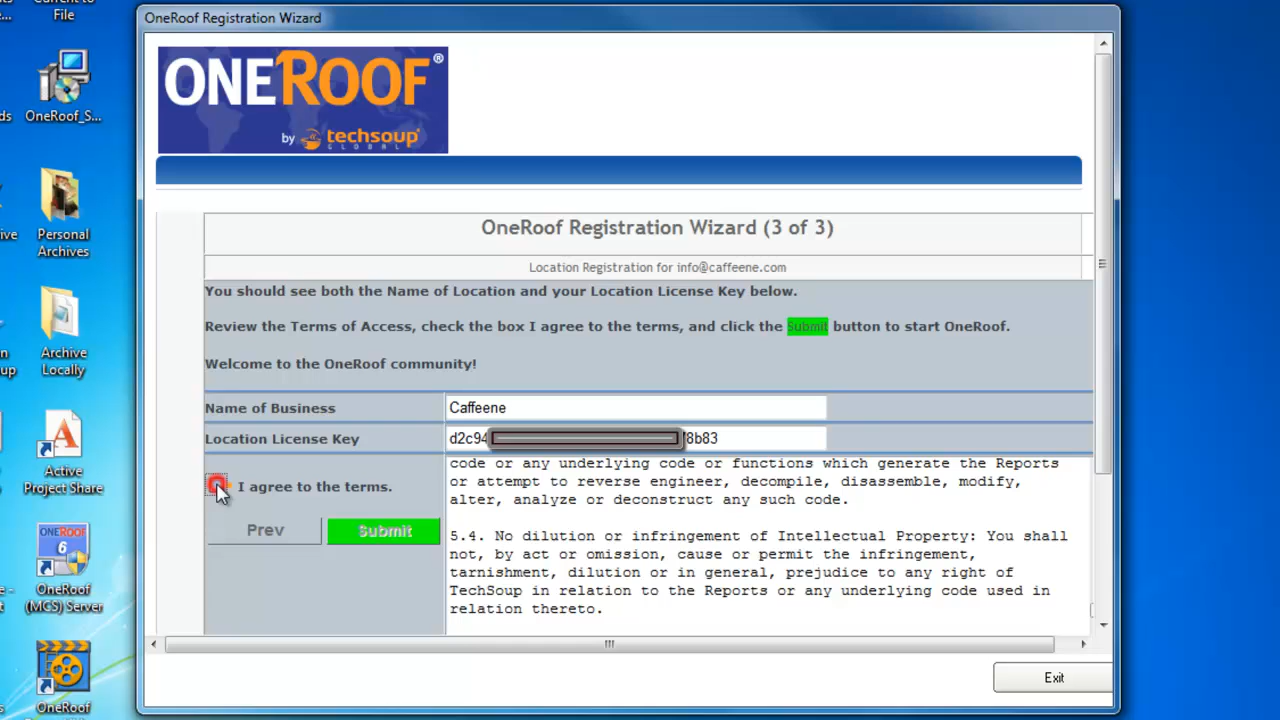 Current to
File
OneRoof_S...
Personal
Archives
Archive
Locally
Active
Project Share
ONEROOF
6
OneRoof
(MCS) Server
OneRoof
OneRoof Registration Wizard
ONEROOF®
by techsoup
GLOBAL
OneRoof Registration Wizard (3 of 3)
Location Registration for info@caffeene.com
You should see both the Name of Location and your Location License Key below.
Review the Terms of Access, check the box I agree to the terms, and click the Submit button to start OneRoof.
Welcome to the OneRoof community!
Name of Business Caffeene
Location License Key d2c94 8b83
I agree to the terms.
Prev Submit
code or any underlying code or functions which generate the Reports
or attempt to reverse engineer, decompile, disassemble, modify,
alter, analyze or deconstruct any such code.
5.4. No dilution or infringement of Intellectual Property: You shall
not, by act or omission, cause or permit the infringement,
tarnishment, dilution or in general, prejudice to any right of
TechSoup in relation to the Reports or any underlying code used in
relation thereto.
Exit